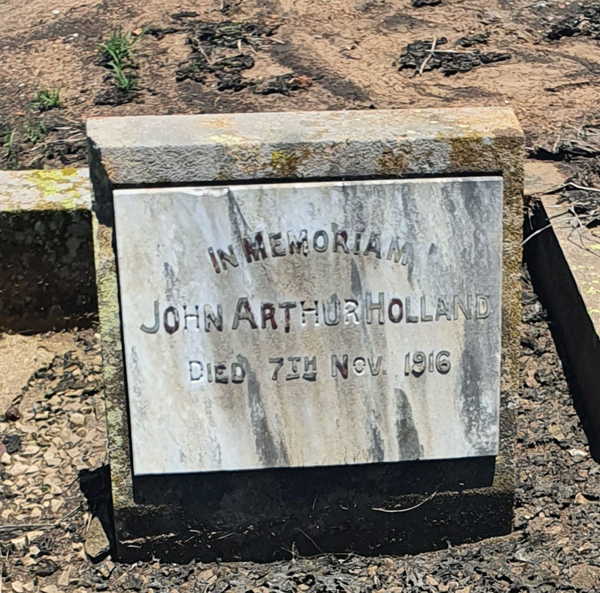 IN MEMORIAM
JOHN ARTHUR HOLLAND
DIED 7TH NOV. 1916